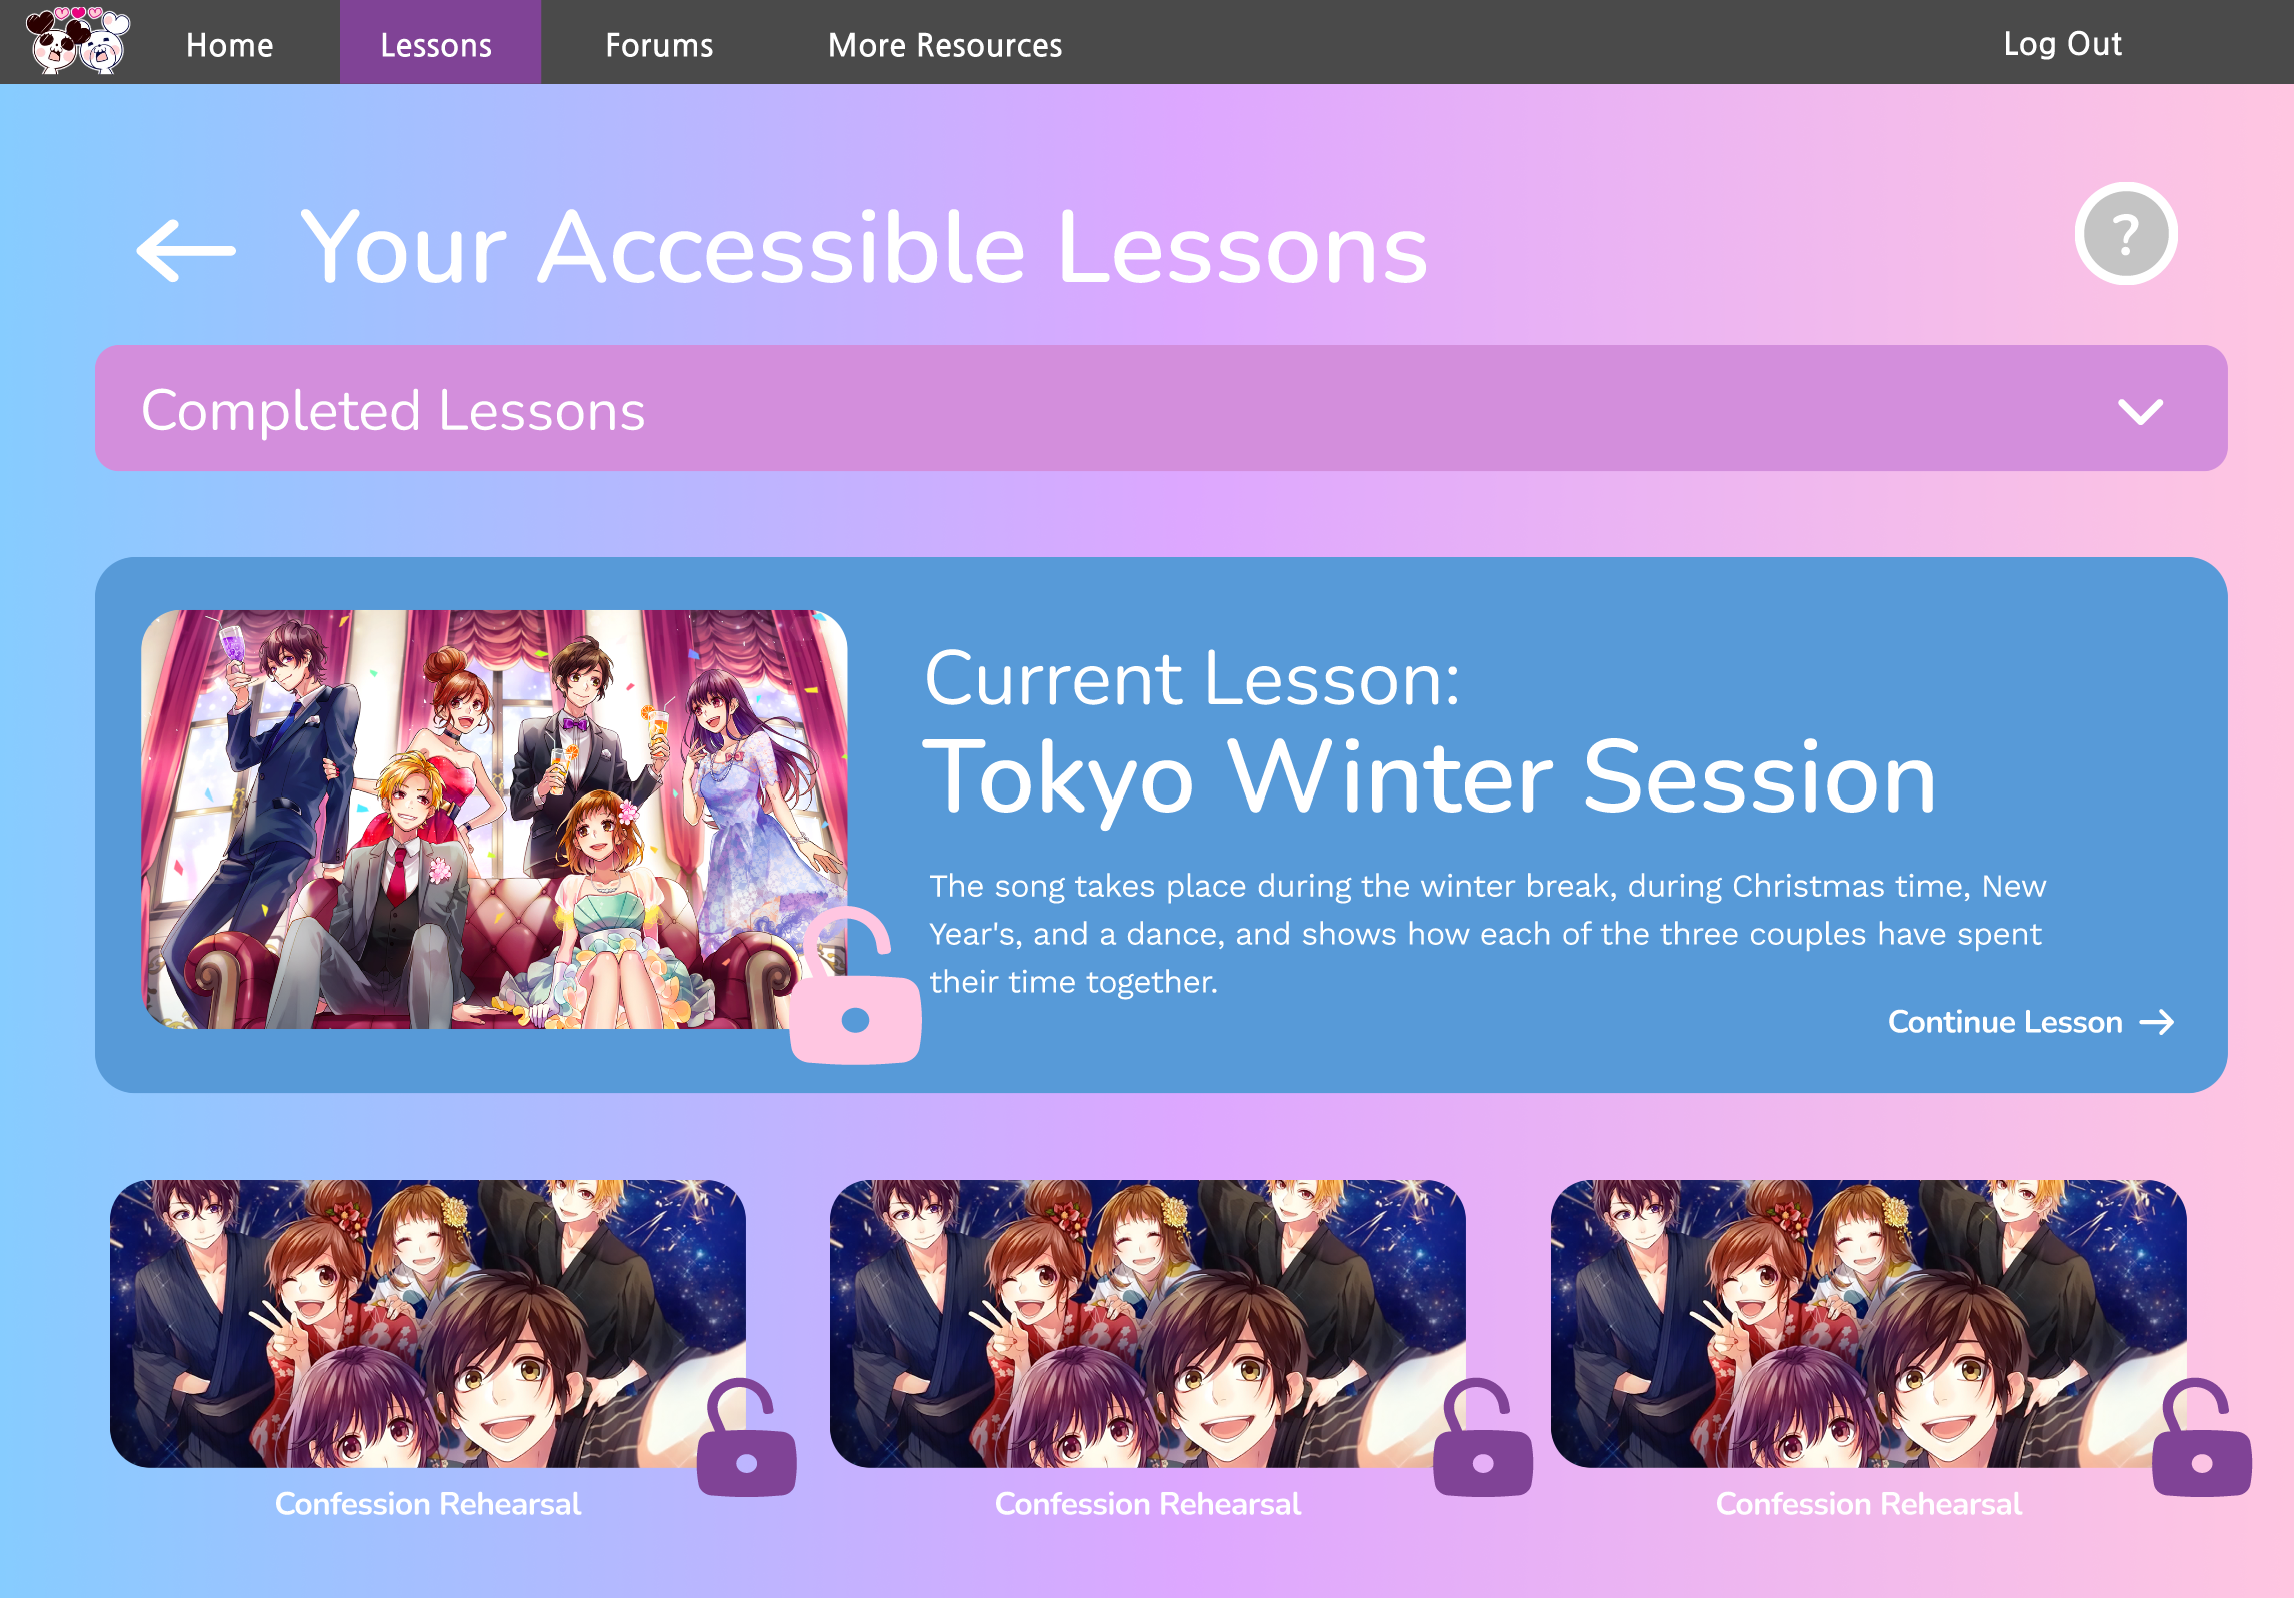 Home
Lessons
Forums
More Resources
Log Out
Your Accessible Lessons
?
Completed Lessons
Current Lesson:
Tokyo Winter Session
The song takes place during the winter break, during Christmas time, New
Year's, and a dance, and shows how each of the three couples have spent
their time together.
Continue Lesson
Confession Rehearsal
Confession Rehearsal
Confession Rehearsal